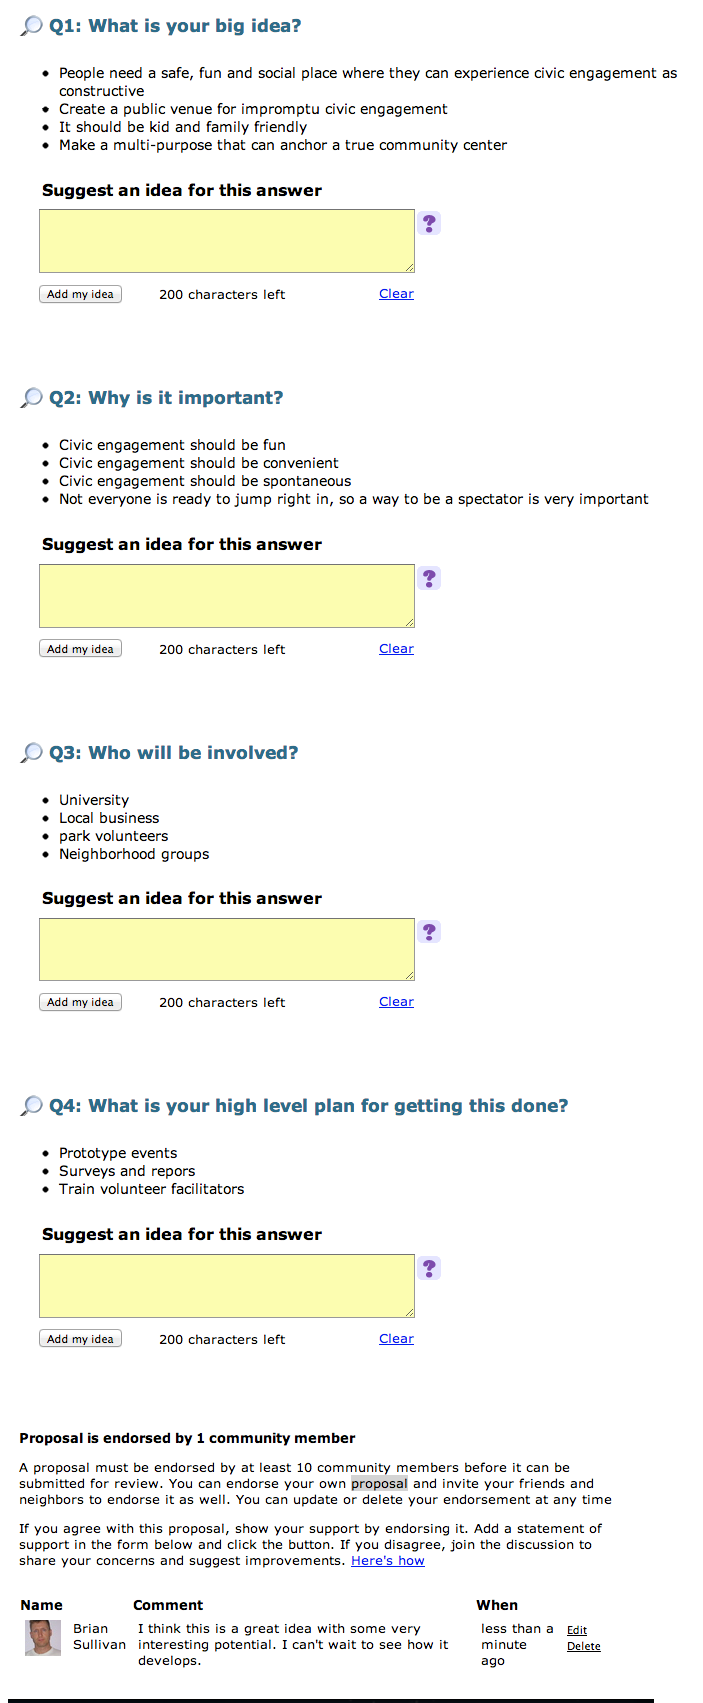 Q1: What is your big idea?
• People need a safe, fun and social place where they can experience civic engagement as
constructive
• Create a public venue for impromptu civic engagement
• It should be kid and family friendly
• Make a multi-purpose that can anchor a true community center
Suggest an idea for this answer
?
Add my idea 200 characters left Clear
Q2: Why is it important?
• Civic engagement should be fun
• Civic engagement should be convenient
• Civic engagement should be spontaneous
• Not everyone is ready to jump right in, so a way to be a spectator is very important
Suggest an idea for this answer
?
Add my idea 200 characters left Clear
Q3: Who will be involved?
• University
• Local business
• park volunteers
• Neighborhood groups
Suggest an idea for this answer
?
Add my idea 200 characters left Clear
Q4: What is your high level plan for getting this done?
• Prototype events
• Surveys and repors
• Train volunteer facilitators
Suggest an idea for this answer
?
Add my idea 200 characters left Clear
Proposal is endorsed by 1 community member
A proposal must be endorsed by at least 10 community members before it can be
submitted for review. You can endorse your own proposal and invite your friends and
neighbors to endorse it as well. You can update or delete your endorsement at any time
If you agree with this proposal, show your support by endorsing it. Add a statement of
support in the form below and click the button. If you disagree, join the discussion to
share your concerns and suggest improvements. Here's how
Name Comment When
Brian I think this is a great idea with some very less than a Edit
Sullivan interesting potential. I can't wait to see how it minute Delete
develops. ago